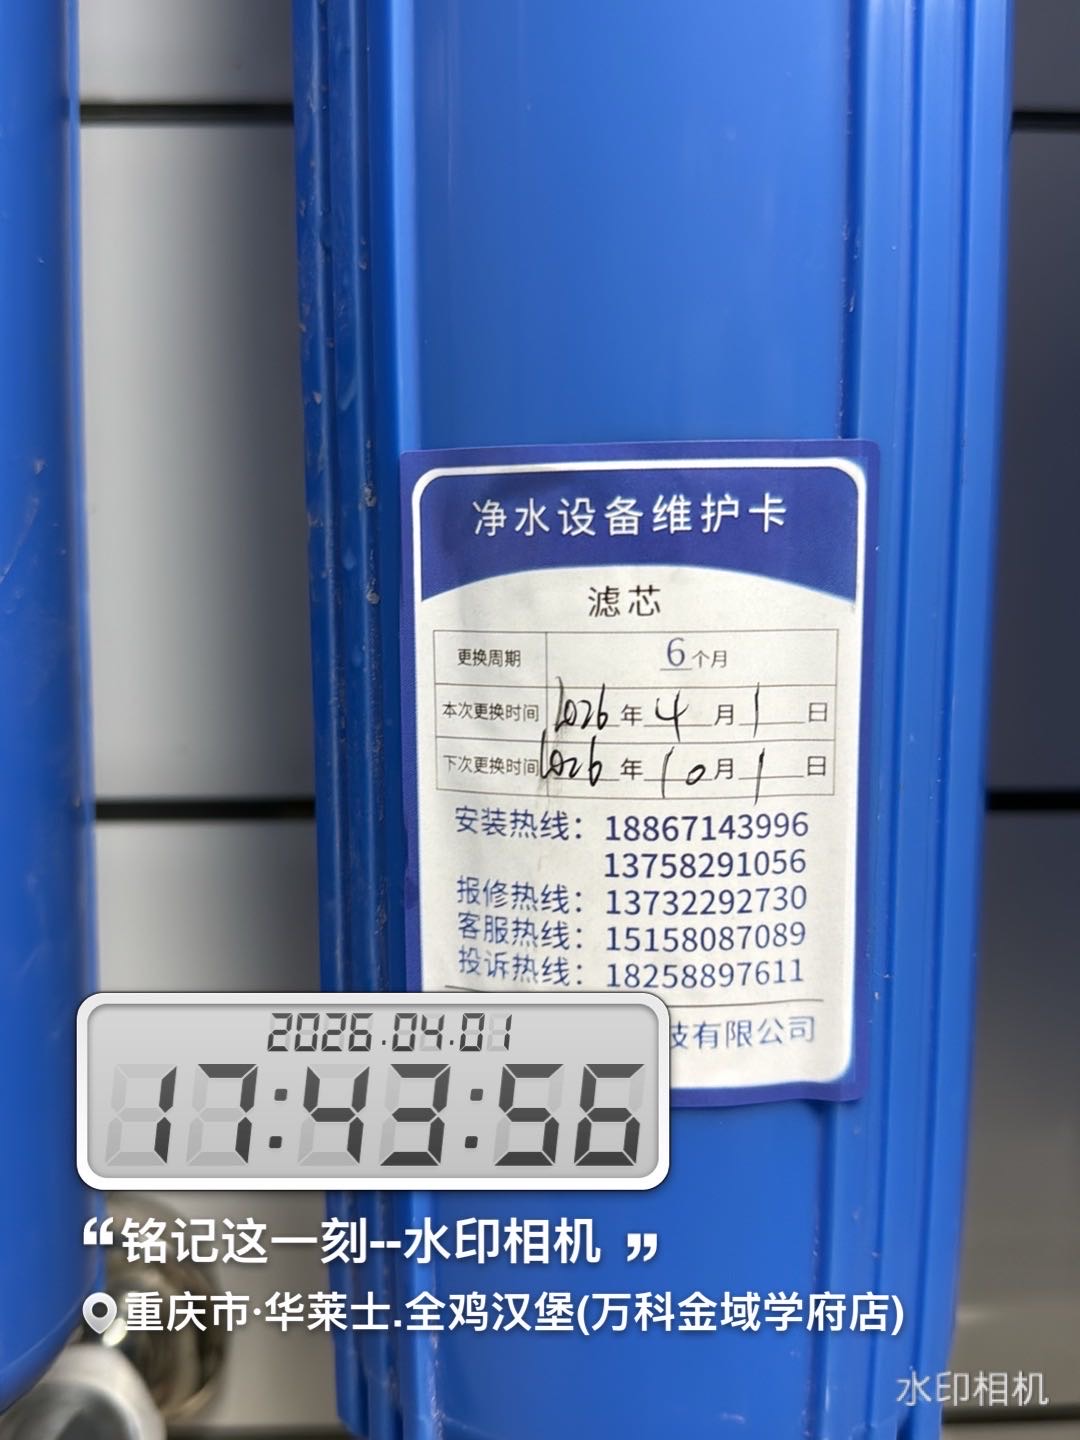 净水设备维护卡
滤芯
更换周期 6个月
本次更换时间 2026年4月1日
下次更换时间 2026年10月1日
安装热线：18867143996
13758291056
报修热线：13732292730
客服热线：15158087089
投诉热线：18258897611
技有限公司
2026.04.01
17:43:56
“铭记这一刻--水印相机 ”
重庆市·华莱士.全鸡汉堡(万科金域学府店)
水印相机